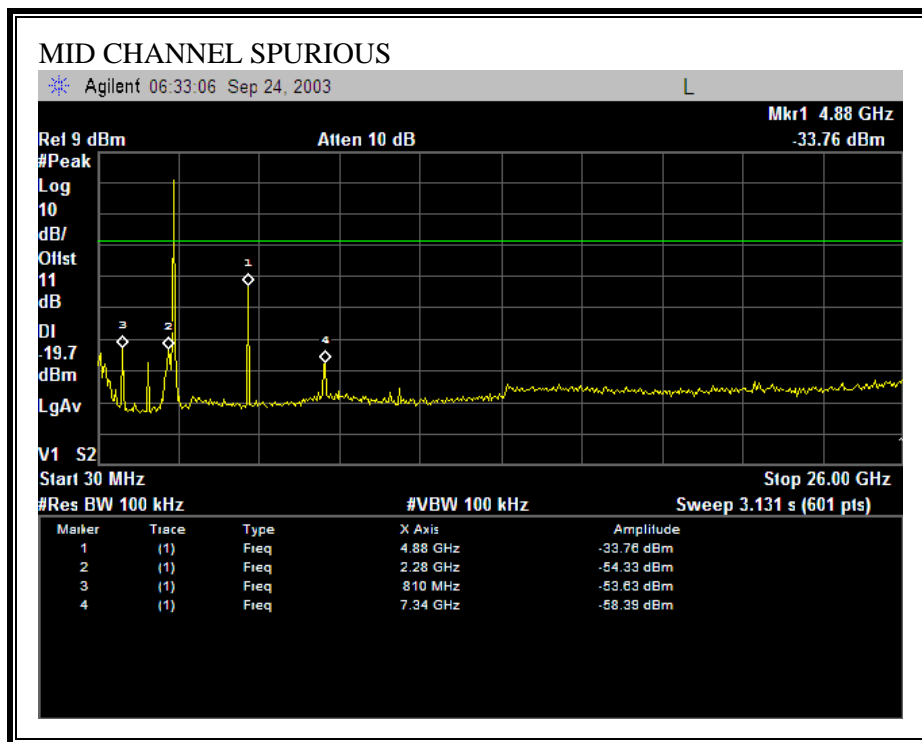 MID CHANNEL SPURIOUS
Agilent 06:33:06 Sep 24, 2003 L
Mkr1 4.88 GHz
Ref 9 dBm Atten 10 dB -33.76 dBm
#Peak
Log
10
dB/
Offst
11
dB
DI
-19.7
dBm
LgAv
V1 S2
1
2
3
4
Start 30 MHz Stop 26.00 GHz
#Res BW 100 kHz #VBW 100 kHz Sweep 3.131 s (601 pts)
Marker Trace Type X Axis Amplitude
1 (1) Freq 4.88 GHz -33.76 dBm
2 (1) Freq 2.28 GHz -54.33 dBm
3 (1) Freq 810 MHz -53.63 dBm
4 (1) Freq 7.34 GHz -58.39 dBm